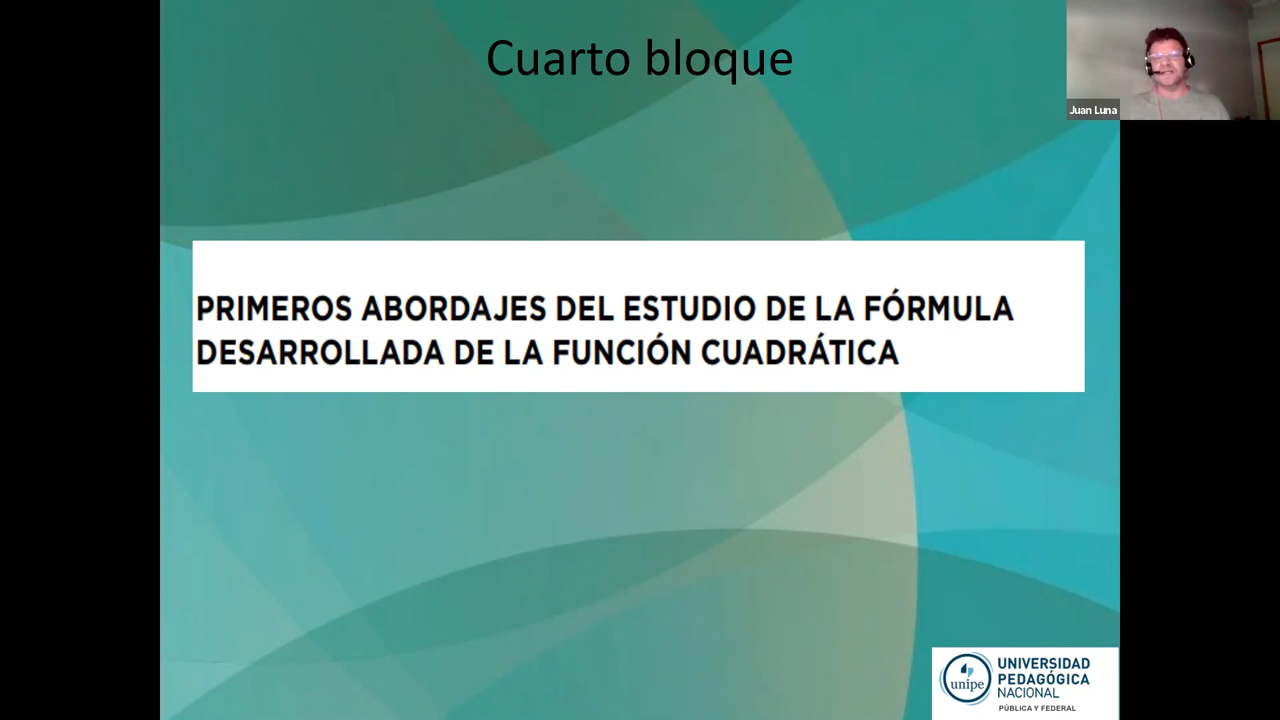 Cuarto bloque
Juan Luna
PRIMEROS ABORDAJES DEL ESTUDIO DE LA FÓRMULA
DESARROLLADA DE LA FUNCIÓN CUADRÁTICA
unipe
UNIVERSIDAD
PEDAGÓGICA
NACIONAL
PÚBLICA Y FEDERAL